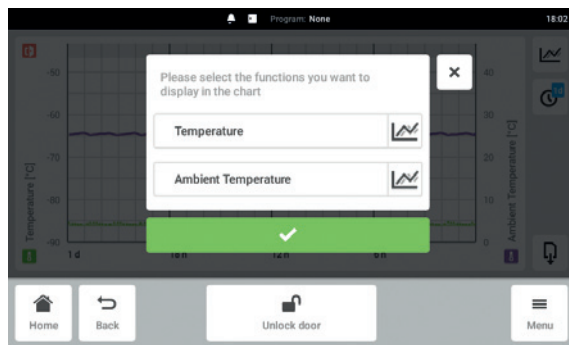 Program: None
18:02
-50
-60
-70
-80
-90
Temperature [°C]
Please select the functions you want to
display in the chart
Temperature
Ambient Temperature
40
30
20
10
0
Ambient Temperature [°C]
1 d
18 h
12 h
6 h
Home
Back
Unlock door
Menu